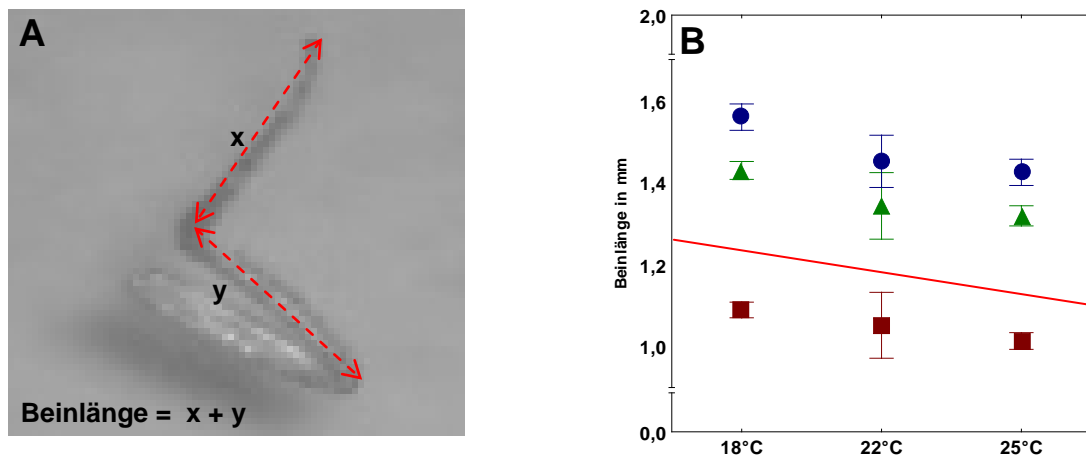 A
x
y
Beinlänge = x + y
B
Beinlänge in mm
2,0
1,6
1,4
1,2
1,0
0,0
18°C
22°C
25°C